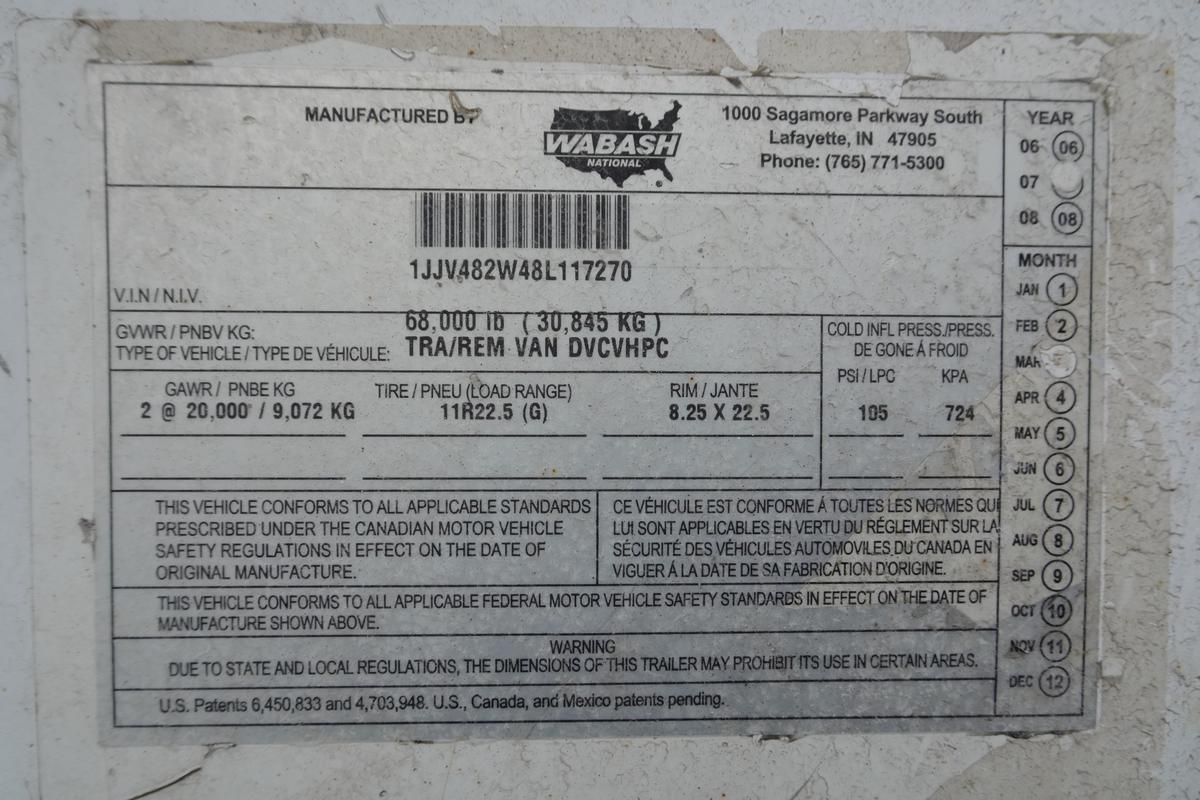 MANUFACTURED BY
WABASH
NATIONAL
®
1000 Sagamore Parkway South
Lafayette, IN 47905
Phone: (765) 771-5300
1JJV482W48L117270
V.I.N / N.I.V.
GVWR / PNBV KG: 68,000 lb ( 30,845 KG )
TYPE OF VEHICLE / TYPE DE VÉHICULE: TRA/REM VAN DVCVHPC
COLD INFL PRESS./PRESS.
DE GONE Á FROID
PSI / LPC KPA
GAWR / PNBE KG TIRE / PNEU (LOAD RANGE) RIM / JANTE
2 @ 20,000 / 9,072 KG 11R22.5 (G) 8.25 X 22.5 105 724
THIS VEHICLE CONFORMS TO ALL APPLICABLE STANDARDS
PRESCRIBED UNDER THE CANADIAN MOTOR VEHICLE
SAFETY REGULATIONS IN EFFECT ON THE DATE OF
ORIGINAL MANUFACTURE.
CE VÉHICULE EST CONFORME Á TOUTES LES NORMES QUI
LUI SONT APPLICABLES EN VERTU DU RÉGLEMENT SUR LA
SÉCURITÉ DES VÉHICULES AUTOMOVILES DU CANADA EN
VIGUER Á LA DATE DE SA FABRICATION D'ORIGINE.
THIS VEHICLE CONFORMS TO ALL APPLICABLE FEDERAL MOTOR VEHICLE SAFETY STANDARDS IN EFFECT ON THE DATE OF
MANUFACTURE SHOWN ABOVE.
WARNING
DUE TO STATE AND LOCAL REGULATIONS, THE DIMENSIONS OF THIS TRAILER MAY PROHIBIT ITS USE IN CERTAIN AREAS.
U.S. Patents 6,450,833 and 4,703,948. U.S., Canada, and Mexico patents pending.
YEAR
06 06
07
08 08
MONTH
JAN 1
FEB 2
MAR
APR 4
MAY 5
JUN 6
JUL 7
AUG 8
SEP 9
OCT 10
NOV 11
DEC 12